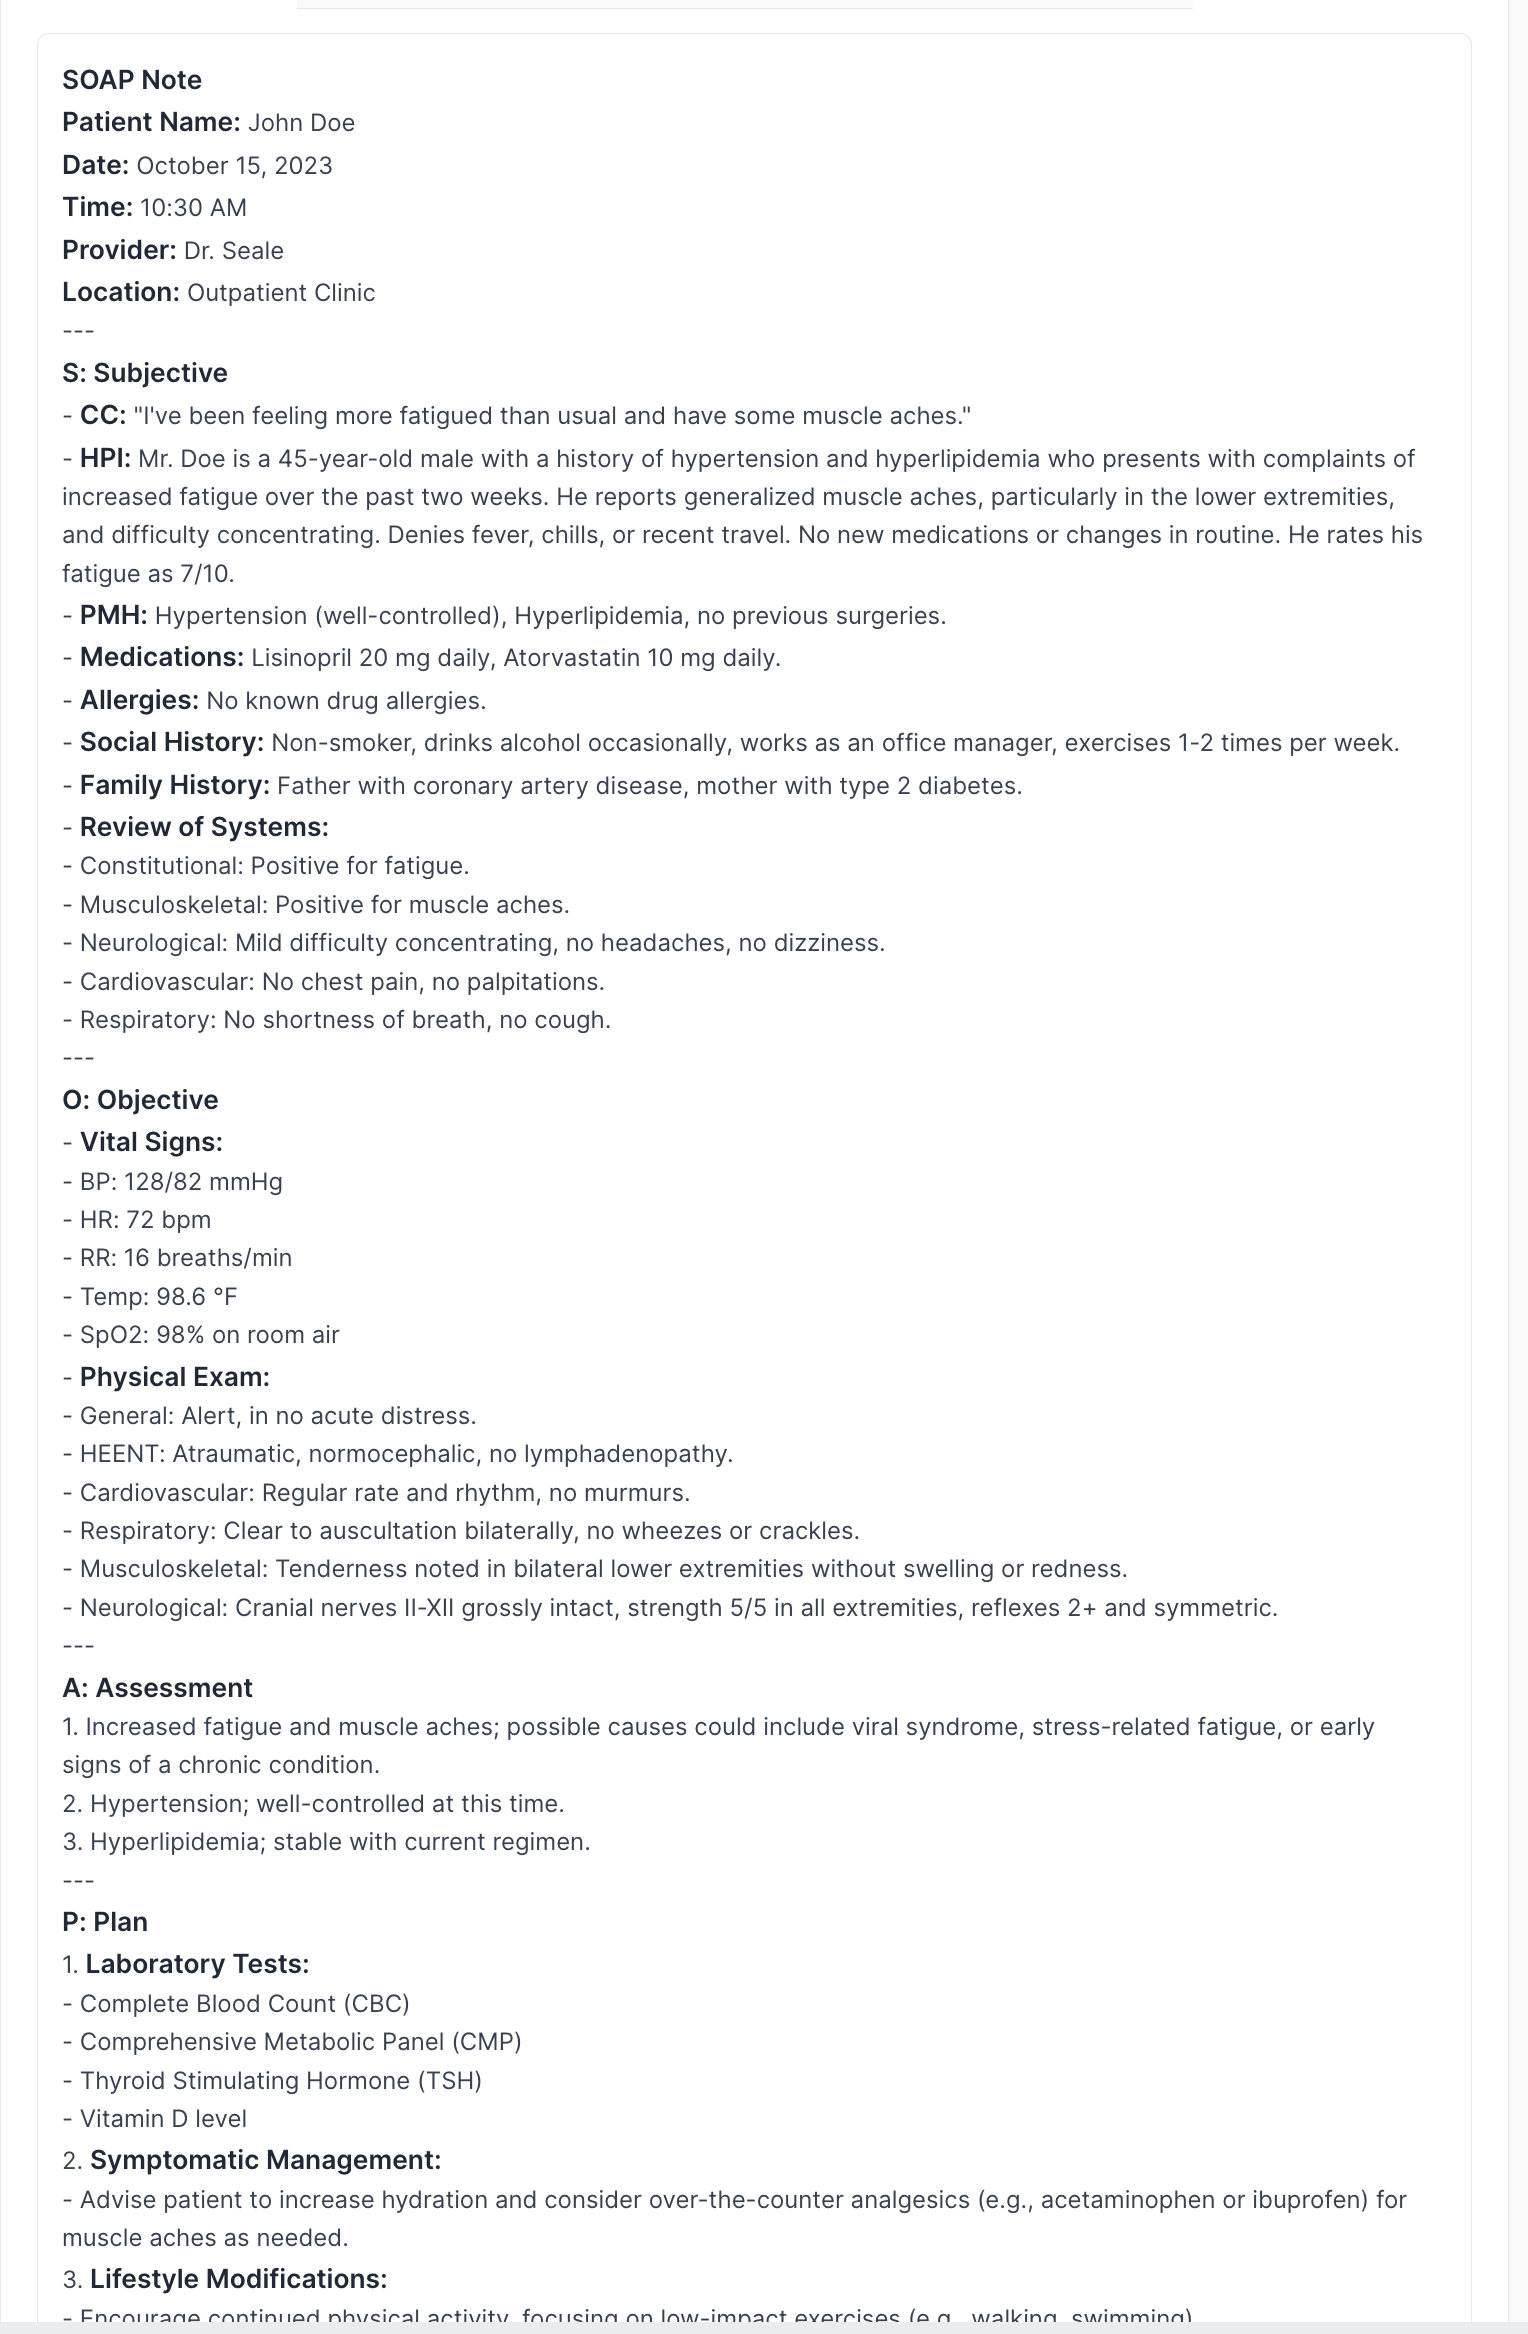 SOAP Note
Patient Name: John Doe
Date: October 15, 2023
Time: 10:30 AM
Provider: Dr. Seale
Location: Outpatient Clinic
---
S: Subjective
- CC: "I've been feeling more fatigued than usual and have some muscle aches."
- HPI: Mr. Doe is a 45-year-old male with a history of hypertension and hyperlipidemia who presents with complaints of
increased fatigue over the past two weeks. He reports generalized muscle aches, particularly in the lower extremities,
and difficulty concentrating. Denies fever, chills, or recent travel. No new medications or changes in routine. He rates his
fatigue as 7/10.
- PMH: Hypertension (well-controlled), Hyperlipidemia, no previous surgeries.
- Medications: Lisinopril 20 mg daily, Atorvastatin 10 mg daily.
- Allergies: No known drug allergies.
- Social History: Non-smoker, drinks alcohol occasionally, works as an office manager, exercises 1-2 times per week.
- Family History: Father with coronary artery disease, mother with type 2 diabetes.
- Review of Systems:
- Constitutional: Positive for fatigue.
- Musculoskeletal: Positive for muscle aches.
- Neurological: Mild difficulty concentrating, no headaches, no dizziness.
- Cardiovascular: No chest pain, no palpitations.
- Respiratory: No shortness of breath, no cough.
---
O: Objective
- Vital Signs:
- BP: 128/82 mmHg
- HR: 72 bpm
- RR: 16 breaths/min
- Temp: 98.6 °F
- SpO2: 98% on room air
- Physical Exam:
- General: Alert, in no acute distress.
- HEENT: Atraumatic, normocephalic, no lymphadenopathy.
- Cardiovascular: Regular rate and rhythm, no murmurs.
- Respiratory: Clear to auscultation bilaterally, no wheezes or crackles.
- Musculoskeletal: Tenderness noted in bilateral lower extremities without swelling or redness.
- Neurological: Cranial nerves II-XII grossly intact, strength 5/5 in all extremities, reflexes 2+ and symmetric.
---
A: Assessment
1. Increased fatigue and muscle aches; possible causes could include viral syndrome, stress-related fatigue, or early
signs of a chronic condition.
2. Hypertension; well-controlled at this time.
3. Hyperlipidemia; stable with current regimen.
---
P: Plan
1. Laboratory Tests:
- Complete Blood Count (CBC)
- Comprehensive Metabolic Panel (CMP)
- Thyroid Stimulating Hormone (TSH)
- Vitamin D level
2. Symptomatic Management:
- Advise patient to increase hydration and consider over-the-counter analgesics (e.g., acetaminophen or ibuprofen) for
muscle aches as needed.
3. Lifestyle Modifications:
- Encourage continued physical activity, focusing on low-impact exercises (e.g., walking, swimming)